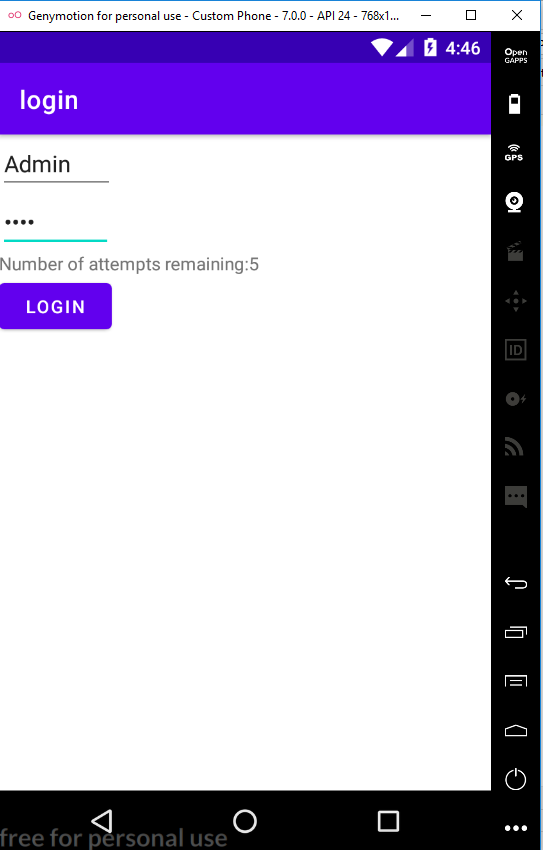 Genymotion for personal use - Custom Phone - 7.0.0 - API 24 - 768x1...
4:46
Open
GAPPS
login
GPS
Admin
••••
Number of attempts remaining:5
LOGIN
ID
free for personal use